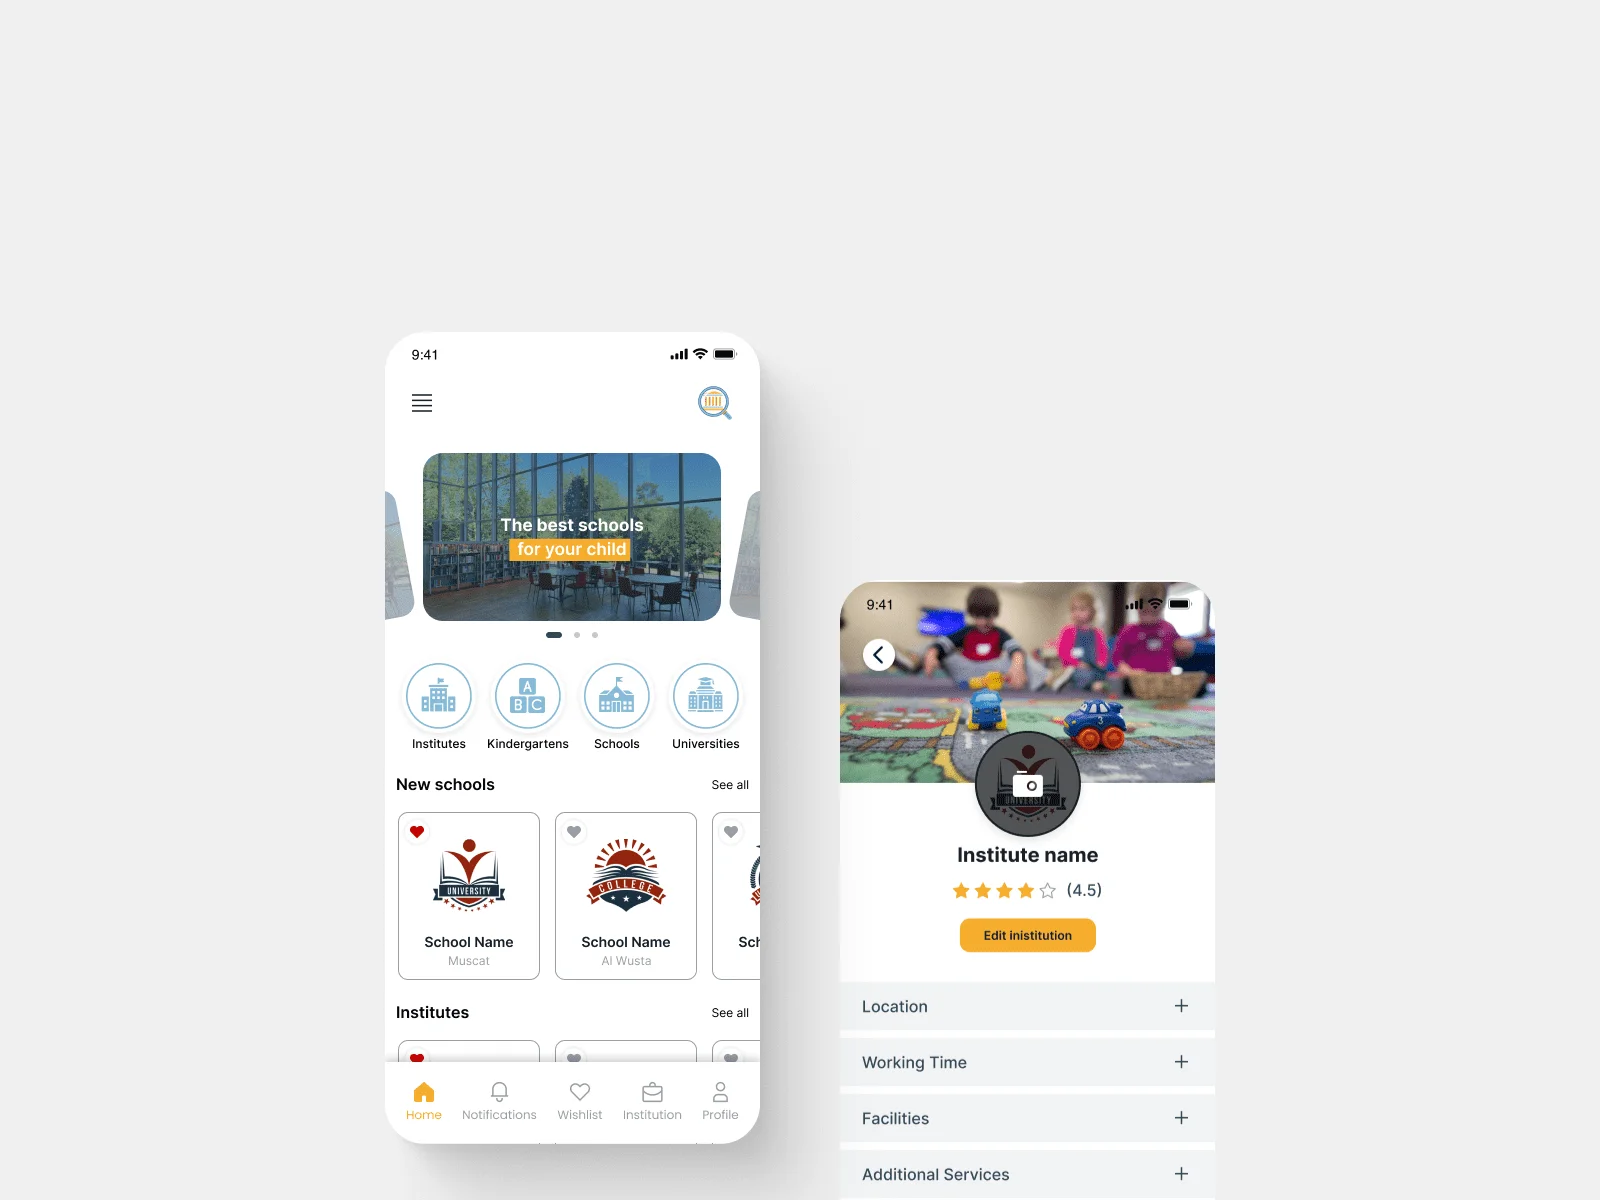 9:41
The best schools
for your child
Institutes
Kindergartens
Schools
Universities
New schools
See all
UNIVERSITY
School Name
Muscat
COLLEGE
School Name
Al Wusta
Sch
Institutes
See all
Home
Notifications
Wishlist
Institution
Profile
9:41
3
UNIVERSITY
Institute name
(4.5)
Edit inistitution
Location
Working Time
Facilities
Additional Services
A
B C